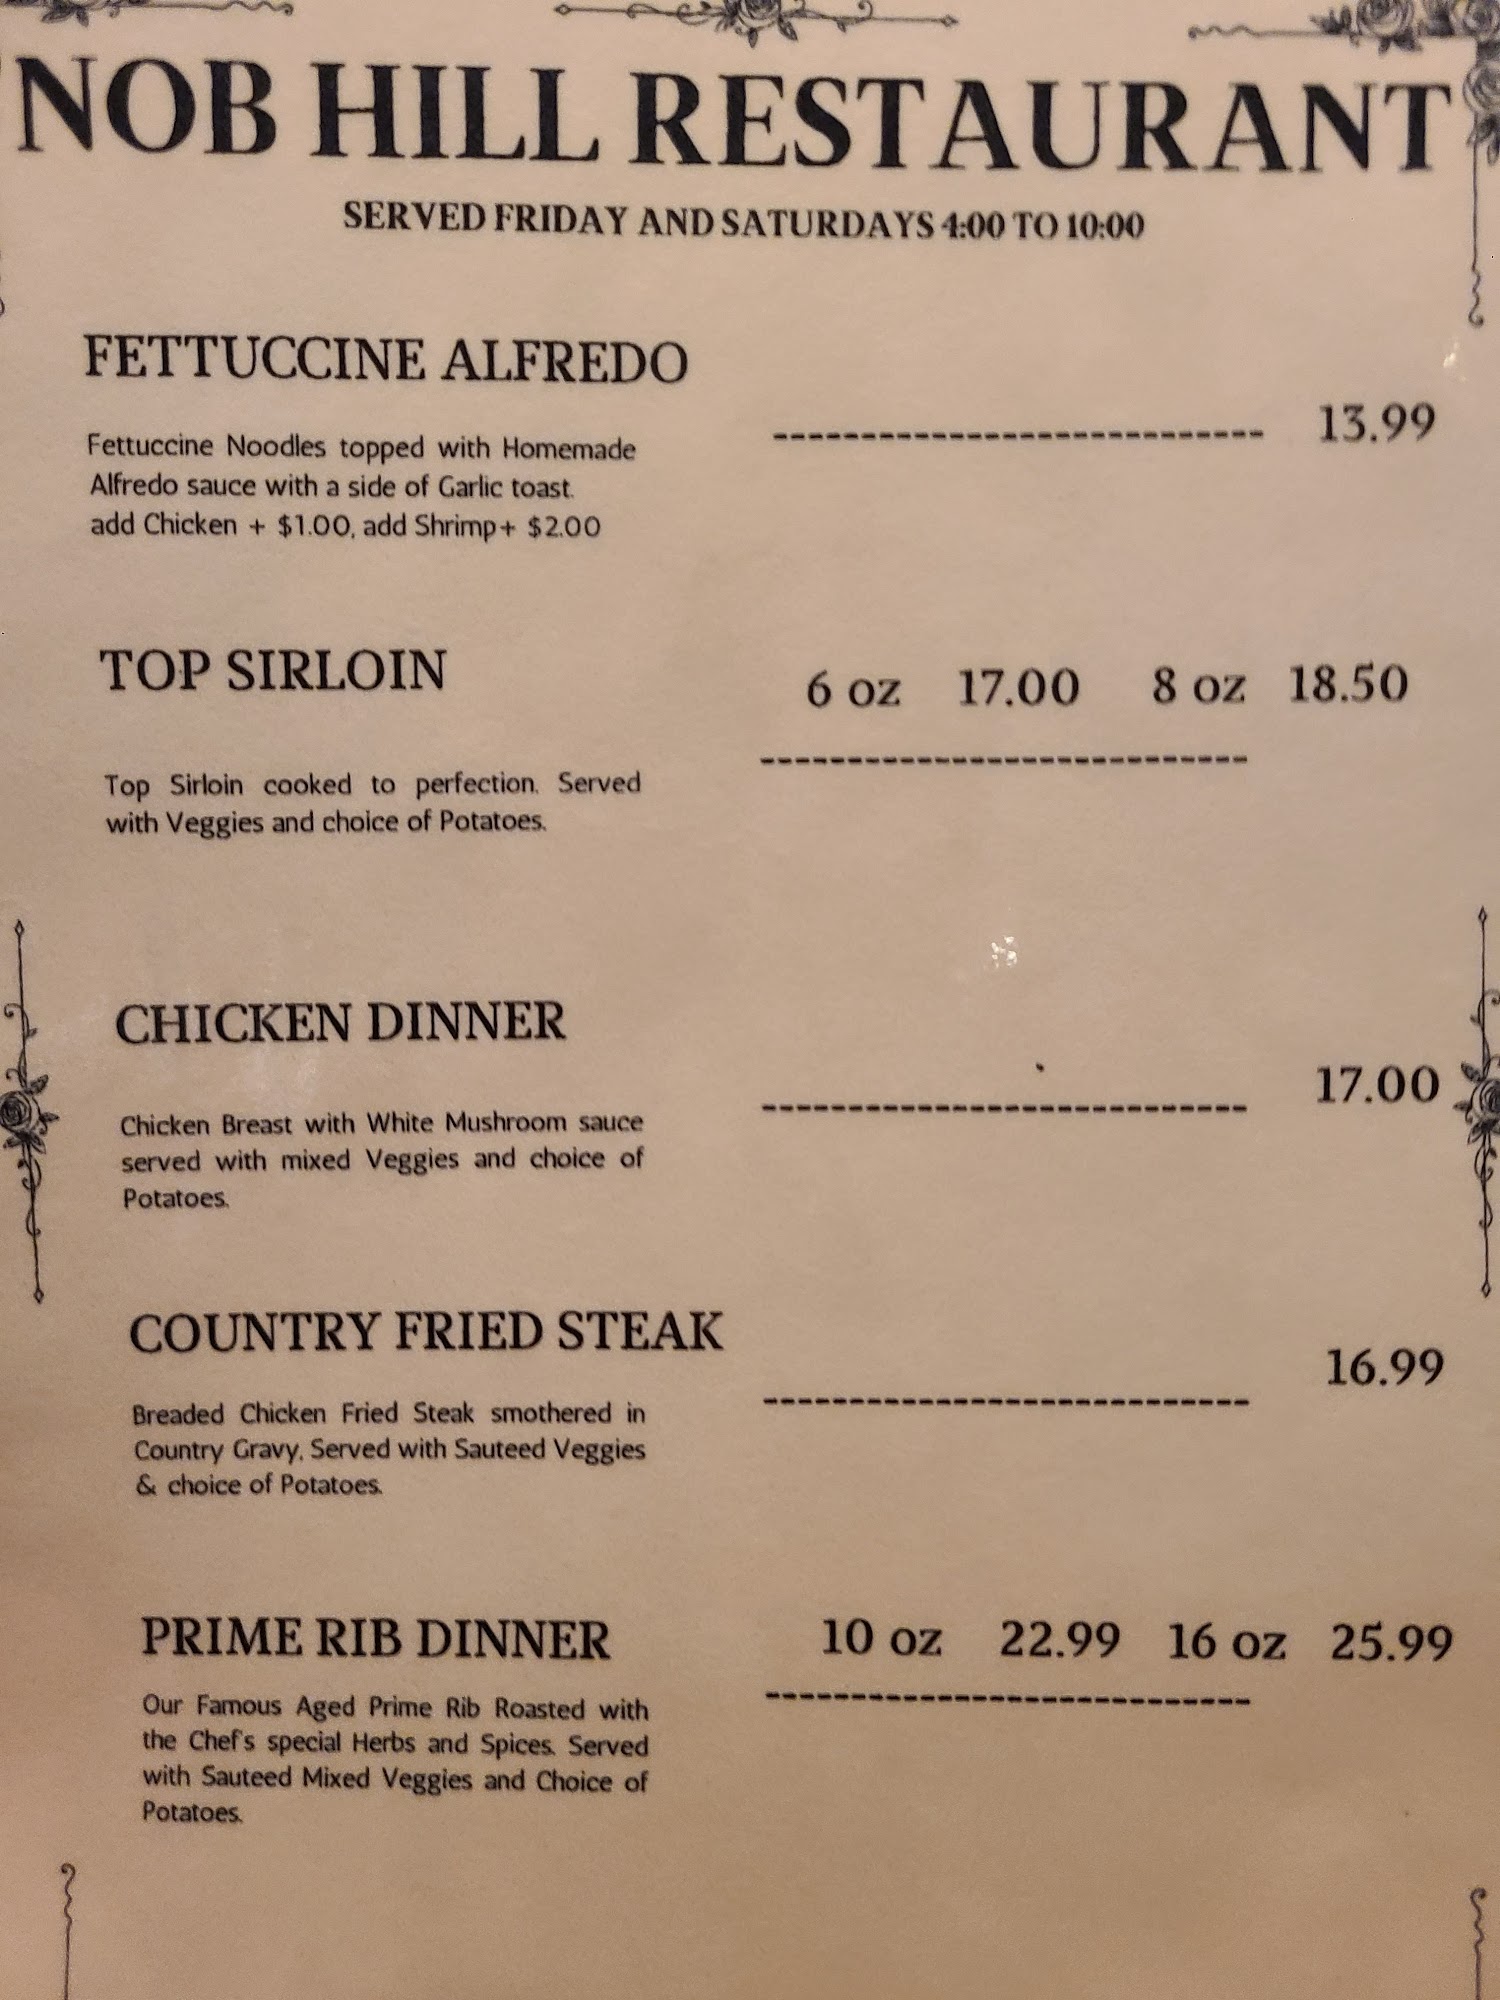 NOB HILL RESTAURANT
SERVED FRIDAY AND SATURDAYS 4:00 TO 10:00
FETTUCCINE ALFREDO
Fettuccine Noodles topped with Homemade
Alfredo sauce with a side of Garlic toast.
add Chicken + $1.00, add Shrimp+ $2.00
---------------------------- 13.99
TOP SIRLOIN
6 oz 17.00 8 oz 18.50
----------------------------
Top Sirloin cooked to perfection. Served
with Veggies and choice of Potatoes.
CHICKEN DINNER
---------------------------- 17.00
Chicken Breast with White Mushroom sauce
served with mixed Veggies and choice of
Potatoes.
COUNTRY FRIED STEAK
---------------------------- 16.99
Breaded Chicken Fried Steak smothered in
Country Gravy. Served with Sauteed Veggies
& choice of Potatoes.
PRIME RIB DINNER
10 oz 22.99 16 oz 25.99
----------------------------
Our Famous Aged Prime Rib Roasted with
the Chef's special Herbs and Spices. Served
with Sauteed Mixed Veggies and Choice of
Potatoes.